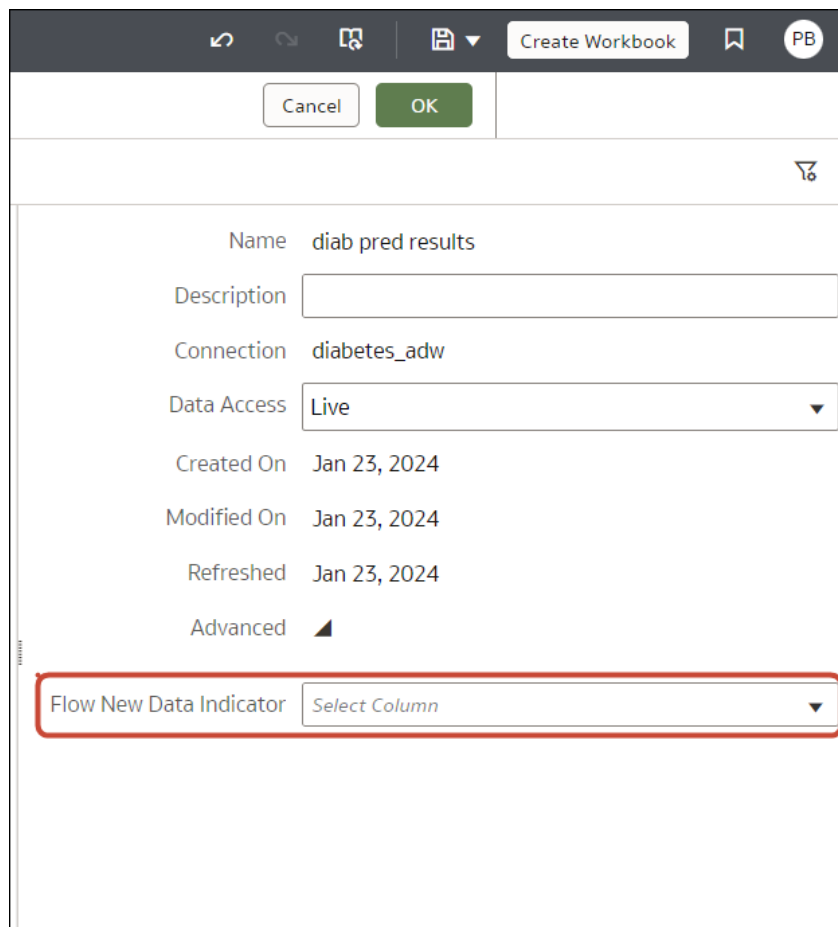 Create Workbook
PB
Cancel
OK
Name diab pred results
Description
Connection diabetes_adw
Data Access Live
Created On Jan 23, 2024
Modified On Jan 23, 2024
Refreshed Jan 23, 2024
Advanced
Flow New Data Indicator Select Column